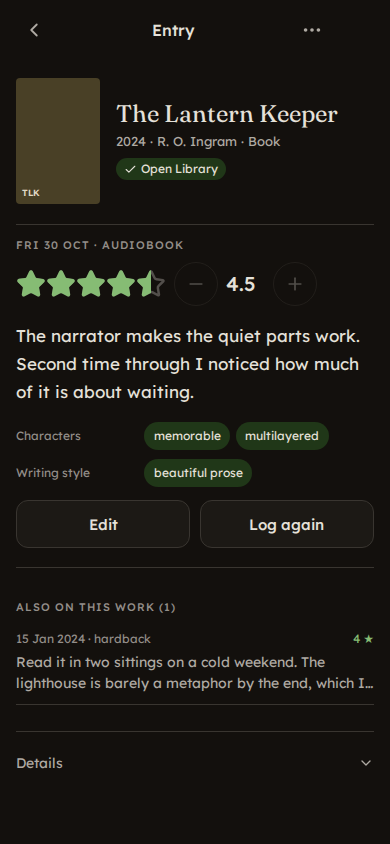 Entry
The Lantern Keeper
2024 · R. O. Ingram · Book
Open Library
TLK
FRI 30 OCT · AUDIOBOOK
4.5
The narrator makes the quiet parts work.
Second time through I noticed how much
of it is about waiting.
Characters memorable multilayered
Writing style beautiful prose
Edit Log again
ALSO ON THIS WORK (1)
15 Jan 2024 · hardback 4 ★
Read it in two sittings on a cold weekend. The
lighthouse is barely a metaphor by the end, which I…
Details